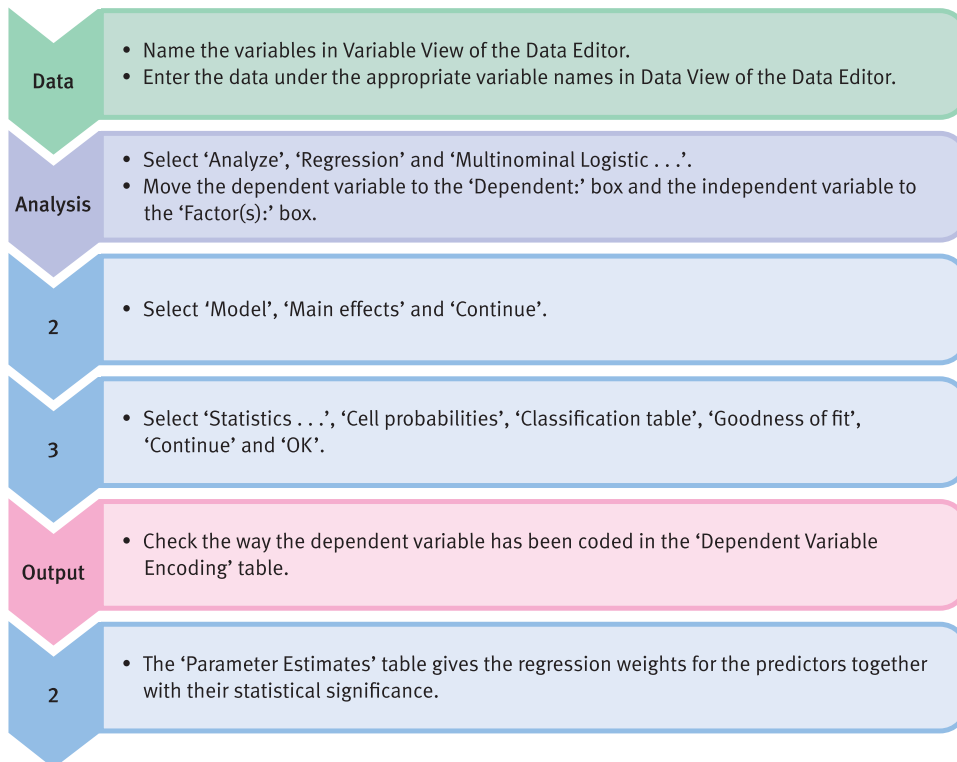 Data
• Name the variables in Variable View of the Data Editor.
• Enter the data under the appropriate variable names in Data View of the Data Editor.
Analysis
• Select ‘Analyze’, ‘Regression’ and ‘Multinominal Logistic . . .’.
• Move the dependent variable to the ‘Dependent:’ box and the independent variable to
the ‘Factor(s):’ box.
2
• Select ‘Model’, ‘Main effects’ and ‘Continue’.
3
• Select ‘Statistics . . .’, ‘Cell probabilities’, ‘Classification table’, ‘Goodness of fit’,
‘Continue’ and ‘OK’.
Output
• Check the way the dependent variable has been coded in the ‘Dependent Variable
Encoding’ table.
2
• The ‘Parameter Estimates’ table gives the regression weights for the predictors together
with their statistical significance.